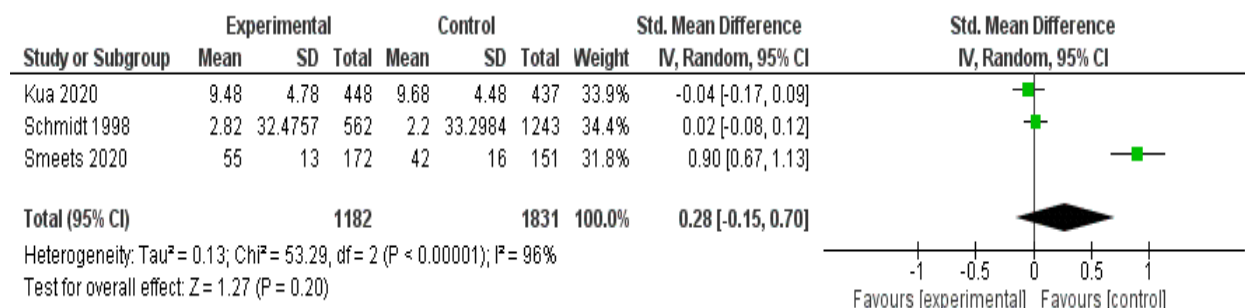 Experimental Control Std. Mean Difference Std. Mean Difference
Study or Subgroup Mean SD Total Mean SD Total Weight IV, Random, 95% CI IV, Random, 95% CI
Kua 2020 9.48 4.78 448 9.68 4.48 437 33.9% -0.04 [-0.17, 0.09]
Schmidt 1998 2.82 32.4757 562 2.2 33.2984 1243 34.4% 0.02 [-0.08, 0.12]
Smeets 2020 55 13 172 42 16 151 31.8% 0.90 [0.67, 1.13]
Total (95% CI) 1182 1831 100.0% 0.28 [-0.15, 0.70]
Heterogeneity: Tau² = 0.13; Chi² = 53.29, df = 2 (P < 0.00001); I² = 96%
Test for overall effect: Z = 1.27 (P = 0.20)
-1 -0.5 0 0.5 1
Favours [experimental] Favours [control]